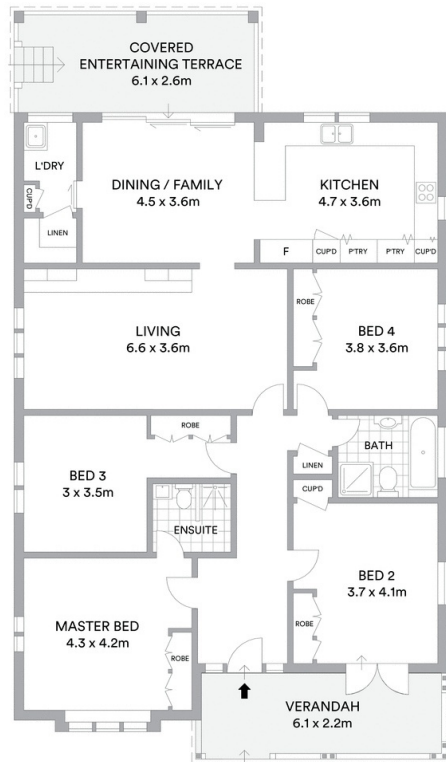 COVERED
ENTERTAINING TERRACE
6.1 x 2.6m
L'DRY
CUP'D
LINEN
DINING / FAMILY
4.5 x 3.6m
KITCHEN
4.7 x 3.6m
F
CUP'D
P'TRY
P'TRY
CUP'D
LIVING
6.6 x 3.6m
ROBE
BED 4
3.8 x 3.6m
ROBE
BED 3
3 x 3.5m
BATH
LINEN
CUP'D
ENSUITE
MASTER BED
4.3 x 4.2m
ROBE
BED 2
3.7 x 4.1m
ROBE
VERANDAH
6.1 x 2.2m